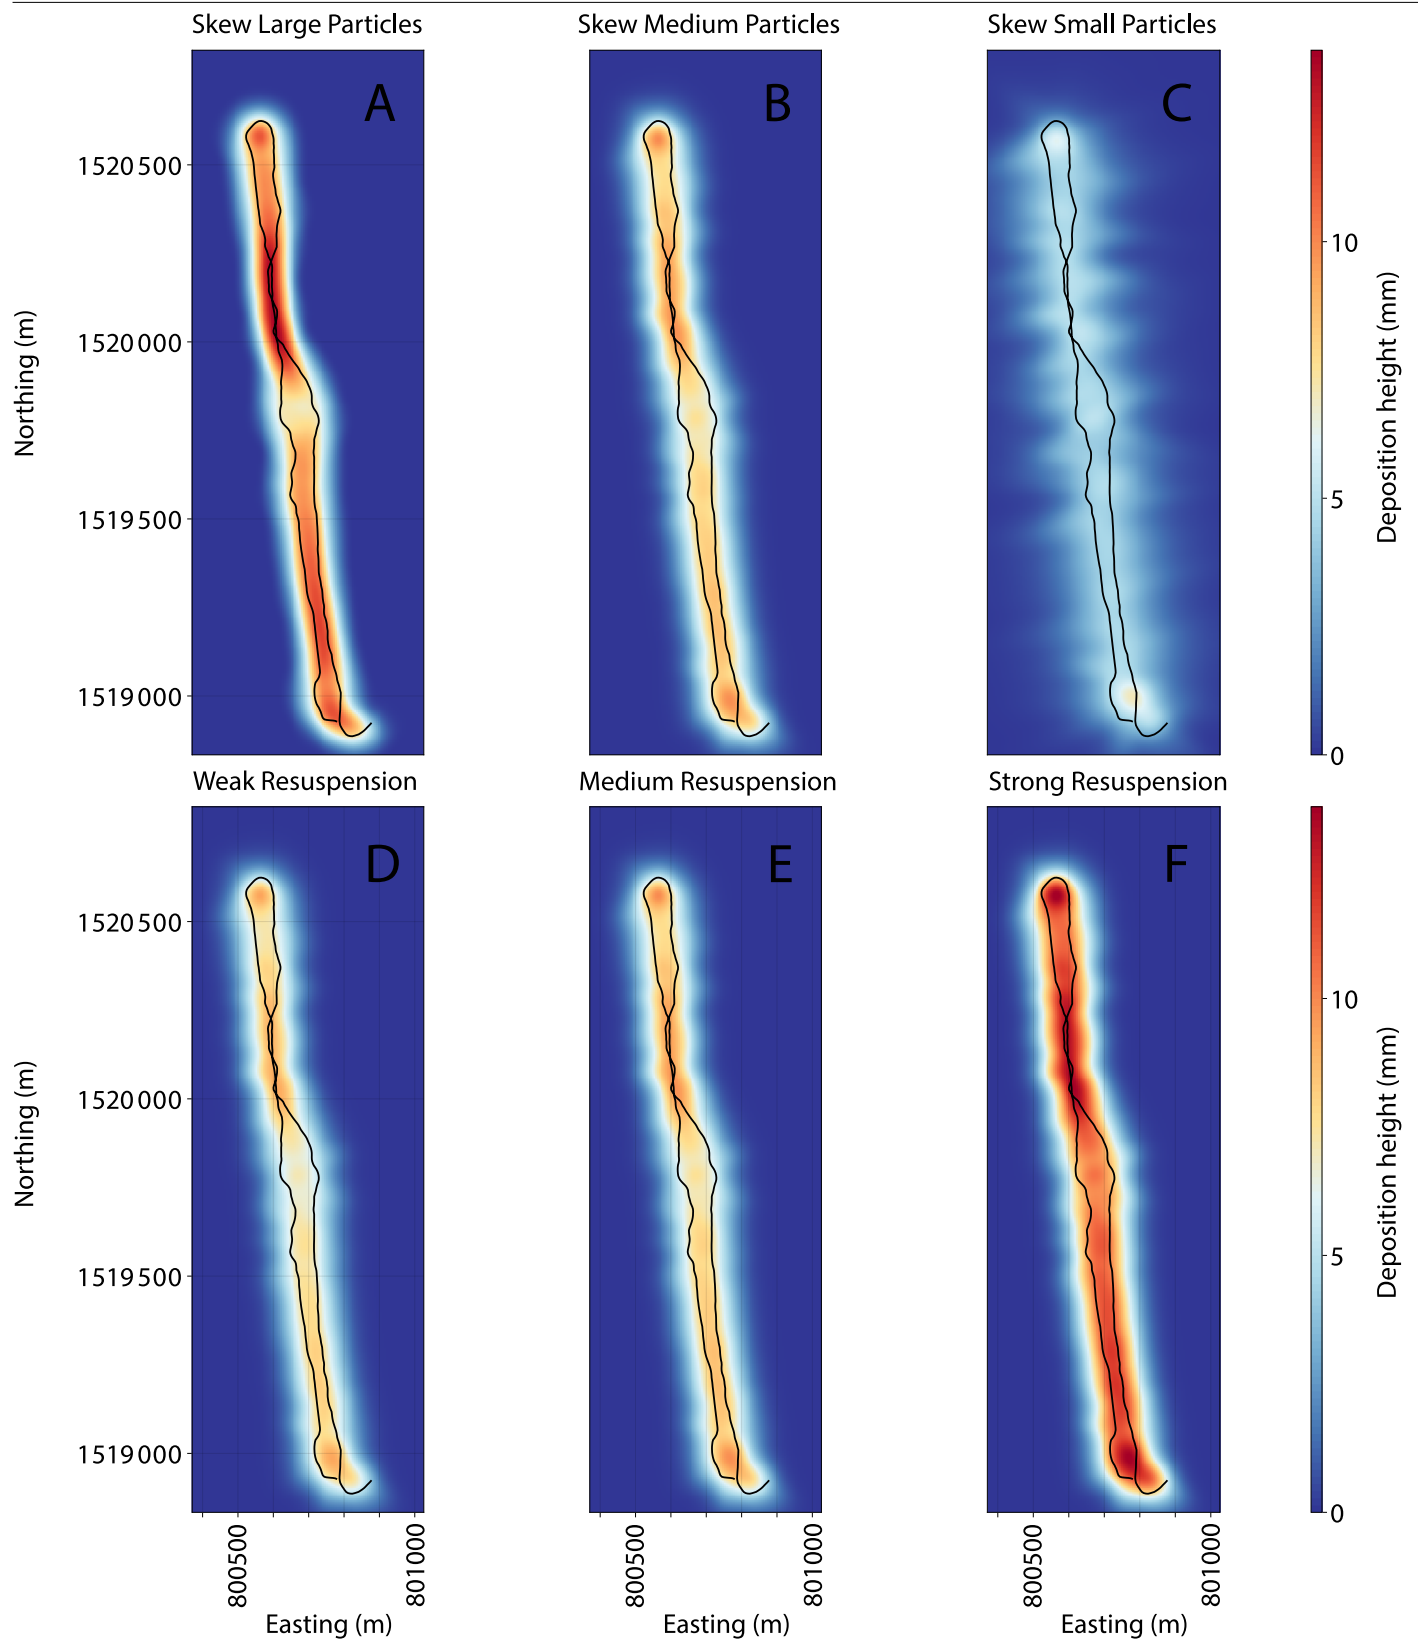 Skew Large Particles
Skew Medium Particles
Skew Small Particles
A
B
C
1520500
1520000
1519500
1519000
Northing (m)
10
5
0
Deposition height (mm)
Weak Resuspension
Medium Resuspension
Strong Resuspension
D
E
F
1520500
1520000
1519500
1519000
Northing (m)
10
5
0
Deposition height (mm)
800500
801000
800500
801000
800500
801000
Easting (m)
Easting (m)
Easting (m)